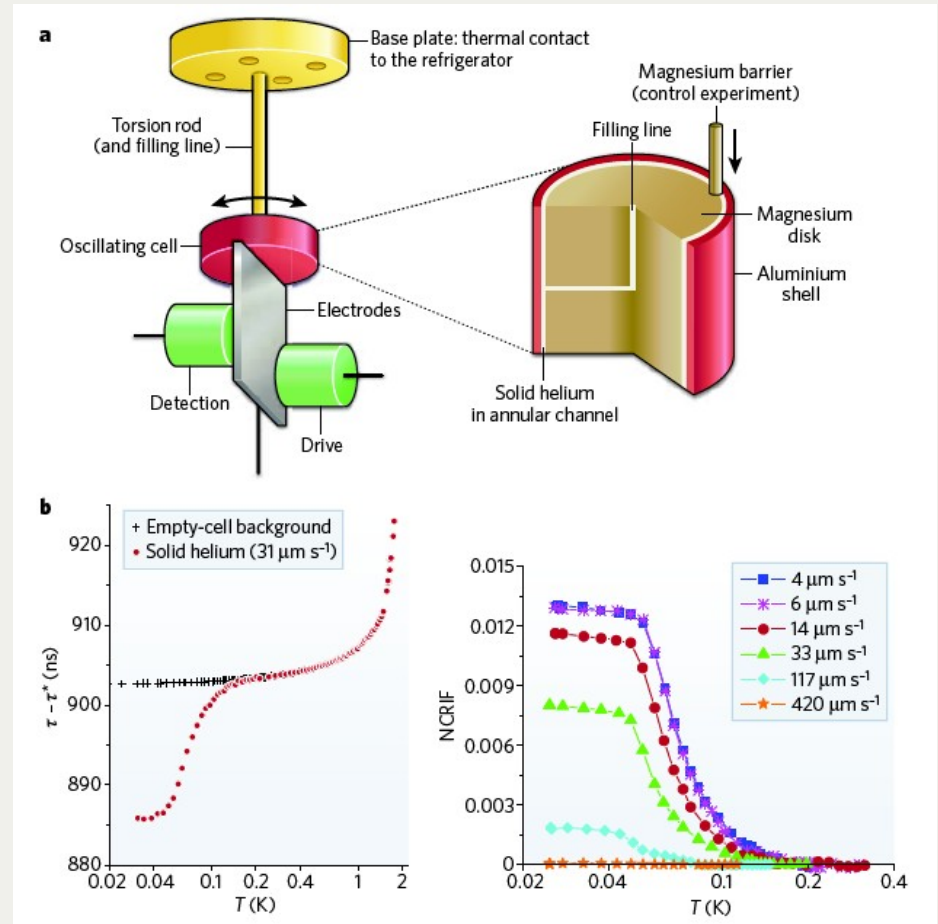 a
Base plate: thermal contact
to the refrigerator
Magnesium barrier
(control experiment)
Torsion rod
(and filling line)
Filling line
Oscillating cell
Magnesium
disk
Aluminium
shell
Electrodes
Detection
Drive
Solid helium
in annular channel
b
+ Empty-cell background
• Solid helium (31 µm s⁻¹)
920
910
900
890
880
τ – τ* (ns)
0.02 0.04 0.1 0.2 0.4 1 2
T (K)
0.015
0.012
0.009
0.006
0.003
0
NCRIF
4 µm s⁻¹
6 µm s⁻¹
14 µm s⁻¹
33 µm s⁻¹
117 µm s⁻¹
420 µm s⁻¹
0.02 0.04 0.1 0.2 0.4
T (K)